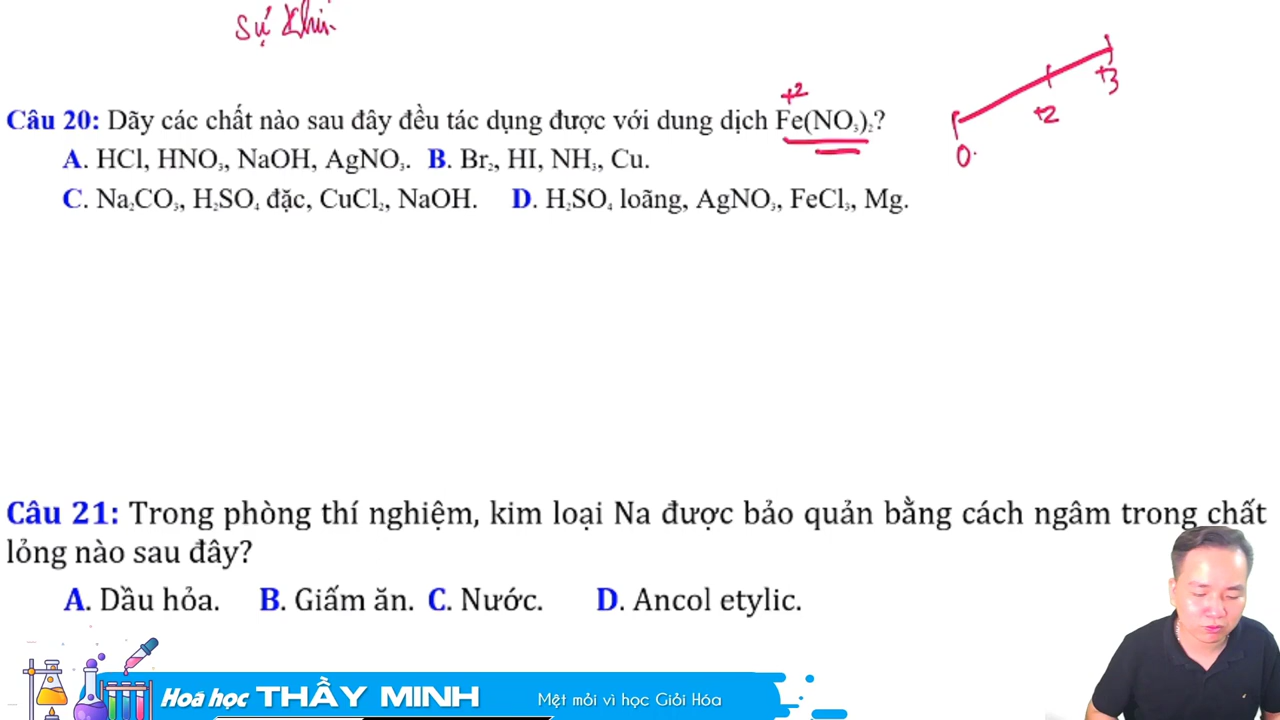 sự khử
+2
+3
+2
0
Câu 20: Dãy các chất nào sau đây đều tác dụng được với dung dịch Fe(NO₃)₂?
A. HCl, HNO₃, NaOH, AgNO₃. B. Br₂, HI, NH₃, Cu.
C. Na₂CO₃, H₂SO₄ đặc, CuCl₂, NaOH. D. H₂SO₄ loãng, AgNO₃, FeCl₃, Mg.
Câu 21: Trong phòng thí nghiệm, kim loại Na được bảo quản bằng cách ngâm trong chất
lỏng nào sau đây?
A. Dầu hỏa. B. Giấm ăn. C. Nước. D. Ancol etylic.
Hoá học THẦY MINH Mệt mỏi vì học Giỏi Hóa